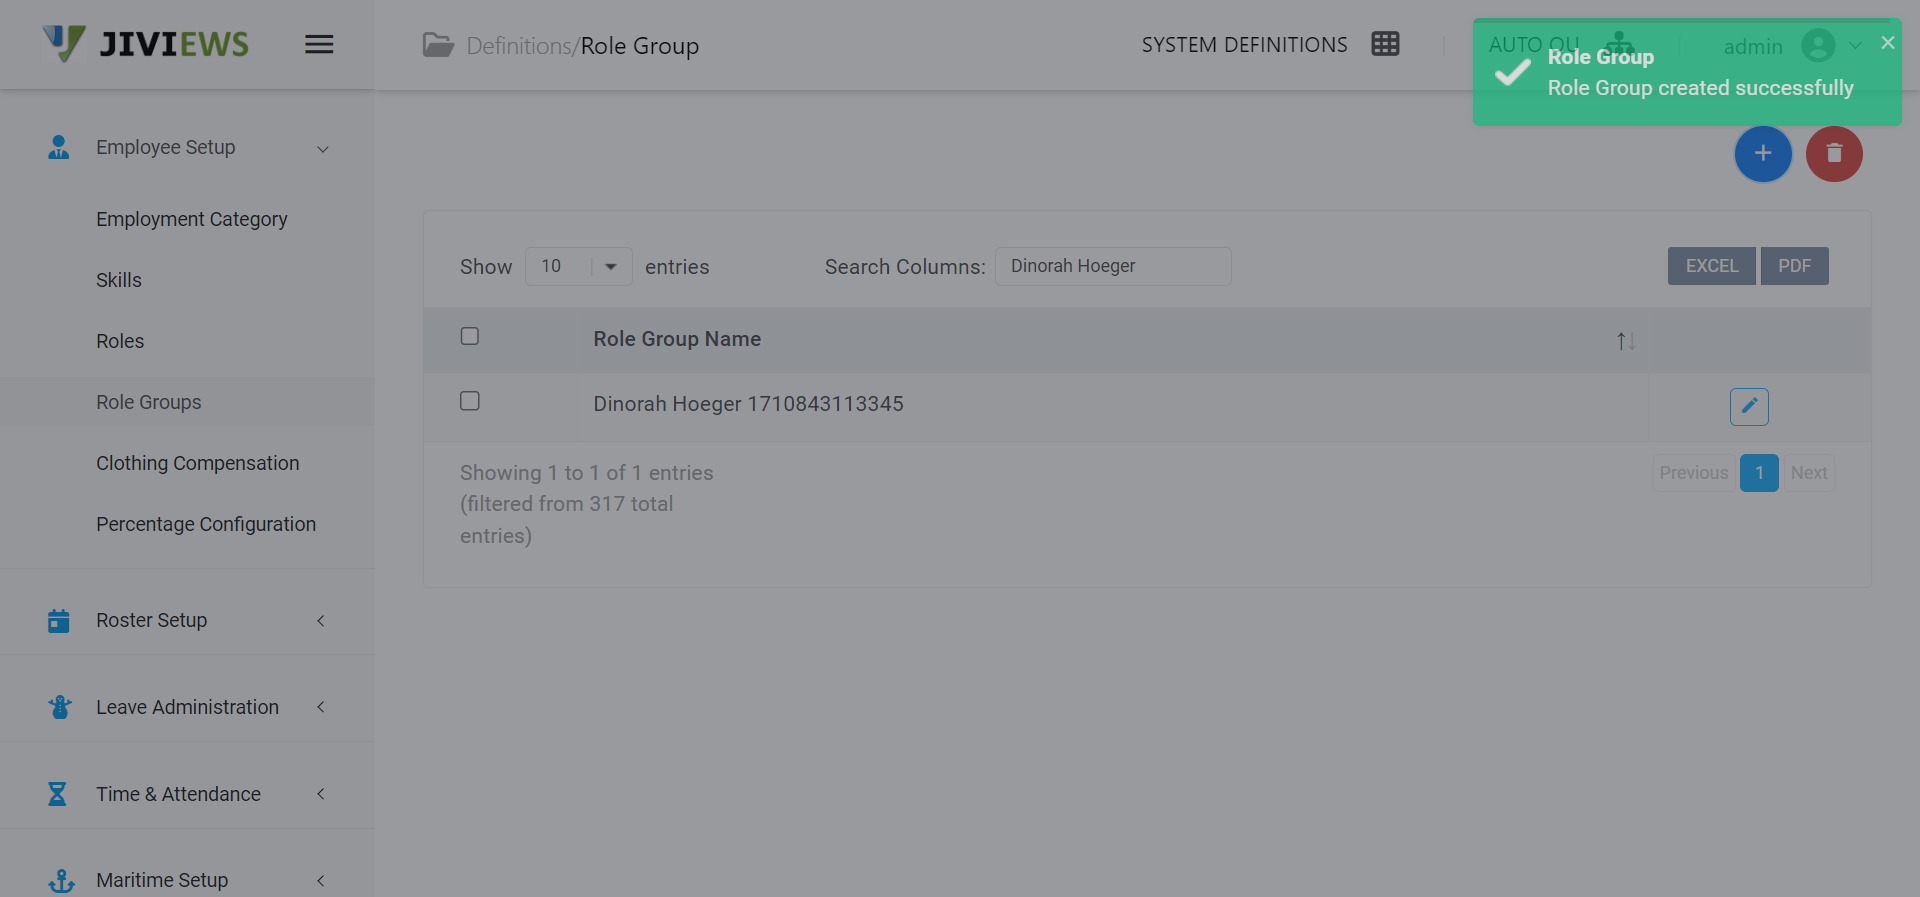 JIVIEWS
Definitions/Role Group
SYSTEM DEFINITIONS
AUTO QU
admin
Role Group
Role Group created successfully
Employee Setup
Employment Category
Skills
Roles
Role Groups
Clothing Compensation
Percentage Configuration
Roster Setup
Leave Administration
Time & Attendance
Maritime Setup
Show 10 entries
Search Columns: Dinorah Hoeger
EXCEL PDF
Role Group Name
Dinorah Hoeger 1710843113345
Showing 1 to 1 of 1 entries
(filtered from 317 total
entries)
Previous 1 Next